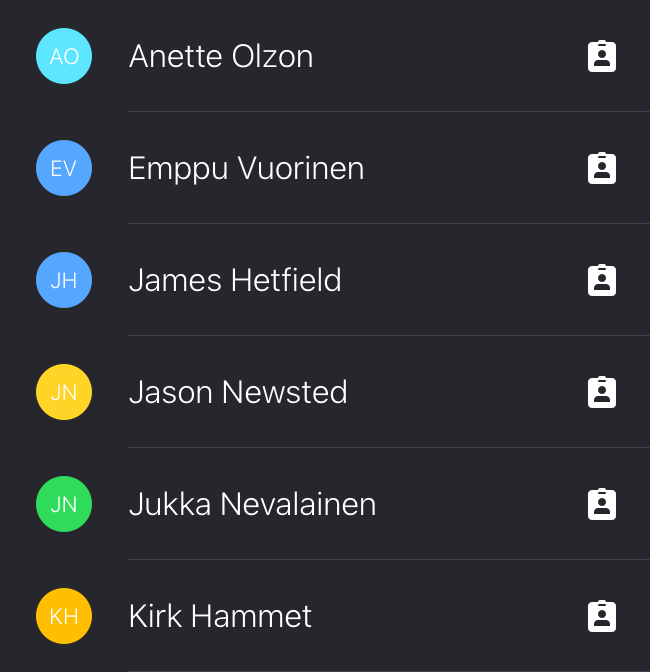 AO Anette Olzon
EV Emppu Vuorinen
JH James Hetfield
JN Jason Newsted
JN Jukka Nevalainen
KH Kirk Hammet